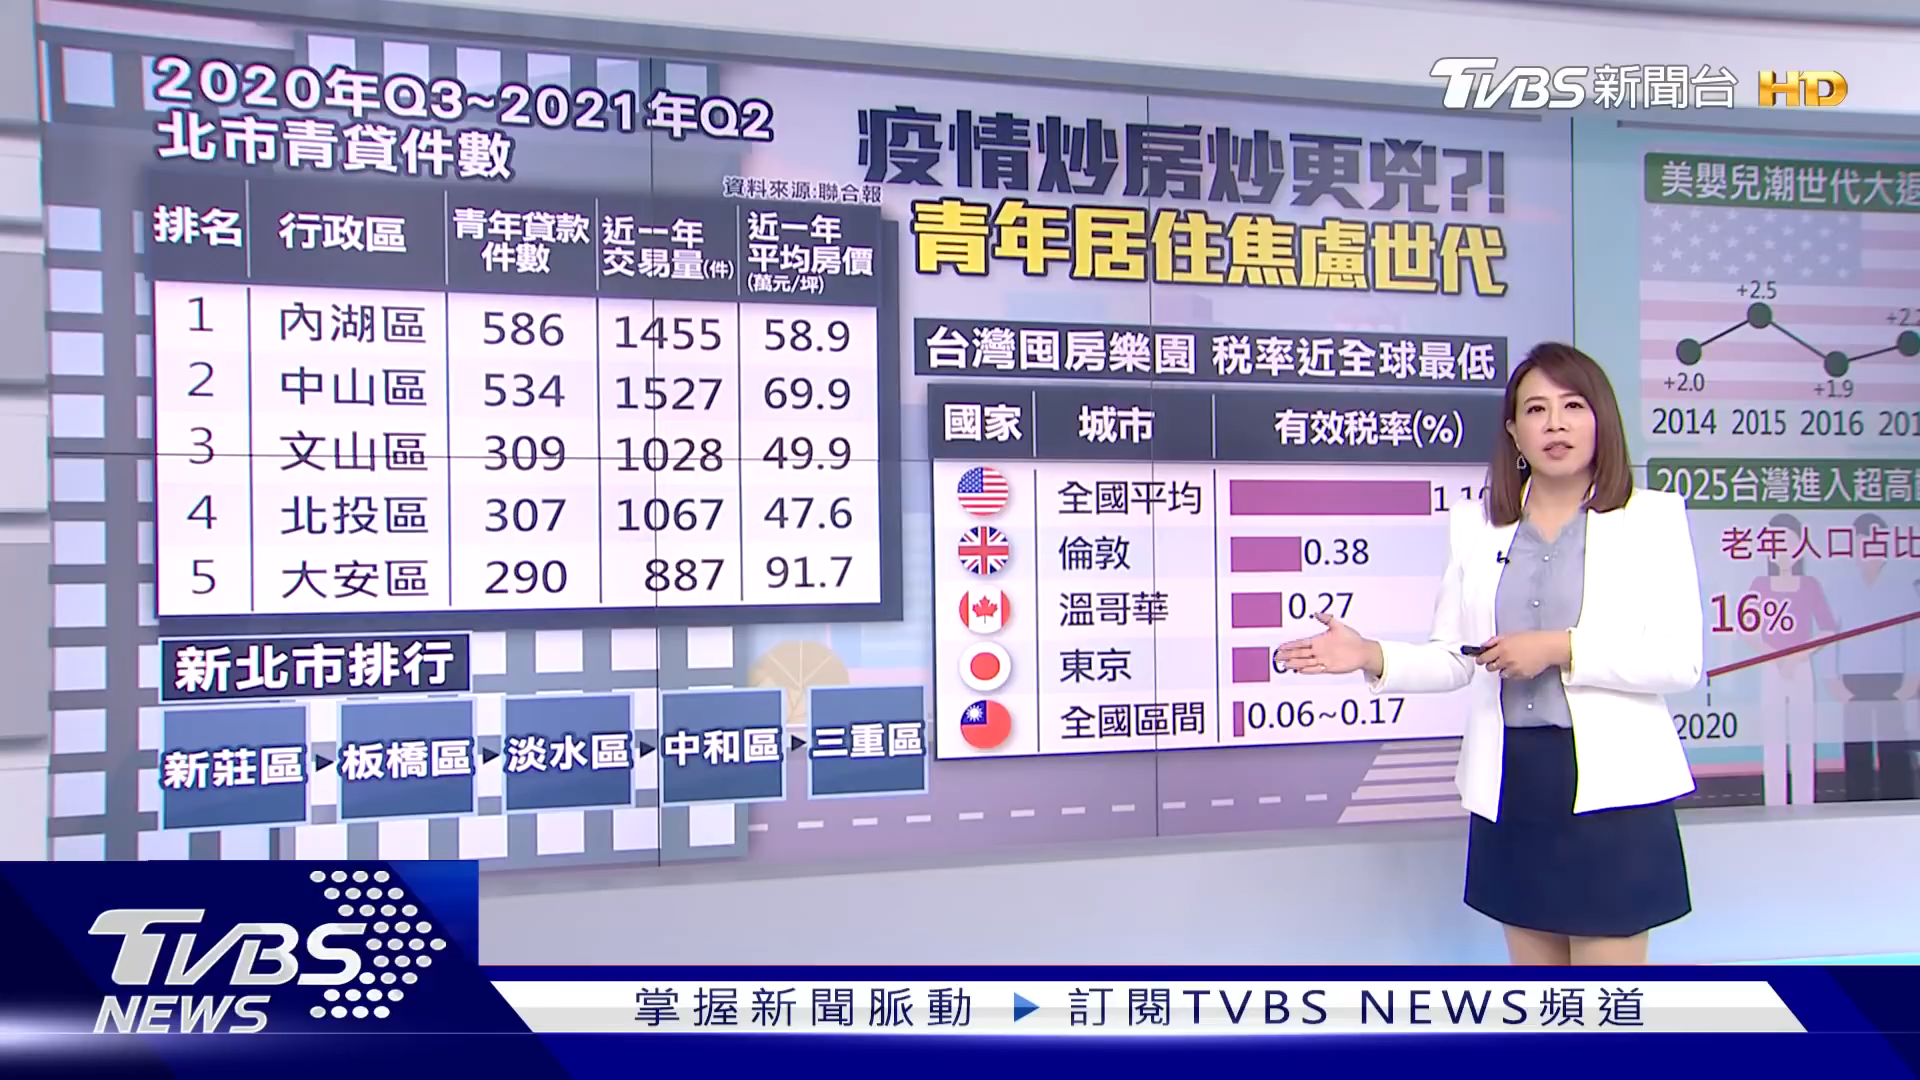 TVBS新聞台 HD
2020年Q3~2021年Q2
北市青貸件數
資料來源:聯合報
排名 行政區 青年貸款件數 近一年交易量(件) 近一年平均房價(萬元/坪)
1 內湖區 586 1455 58.9
2 中山區 534 1527 69.9
3 文山區 309 1028 49.9
4 北投區 307 1067 47.6
5 大安區 290 887 91.7
新北市排行
新莊區 板橋區 淡水區 中和區 三重區
疫情炒房炒更兇?!
青年居住焦慮世代
台灣囤房樂園 稅率近全球最低
國家 城市 有效稅率(%)
全國平均
倫敦 0.38
溫哥華 0.27
東京
全國區間 0.06~0.17
美嬰兒潮世代大退
+2.5
+2.0
+1.9
2014 2015 2016
2025台灣進入超高
老年人口占比
16%
2020
TVBS
NEWS
掌握新聞脈動 訂閱TVBS NEWS頻道